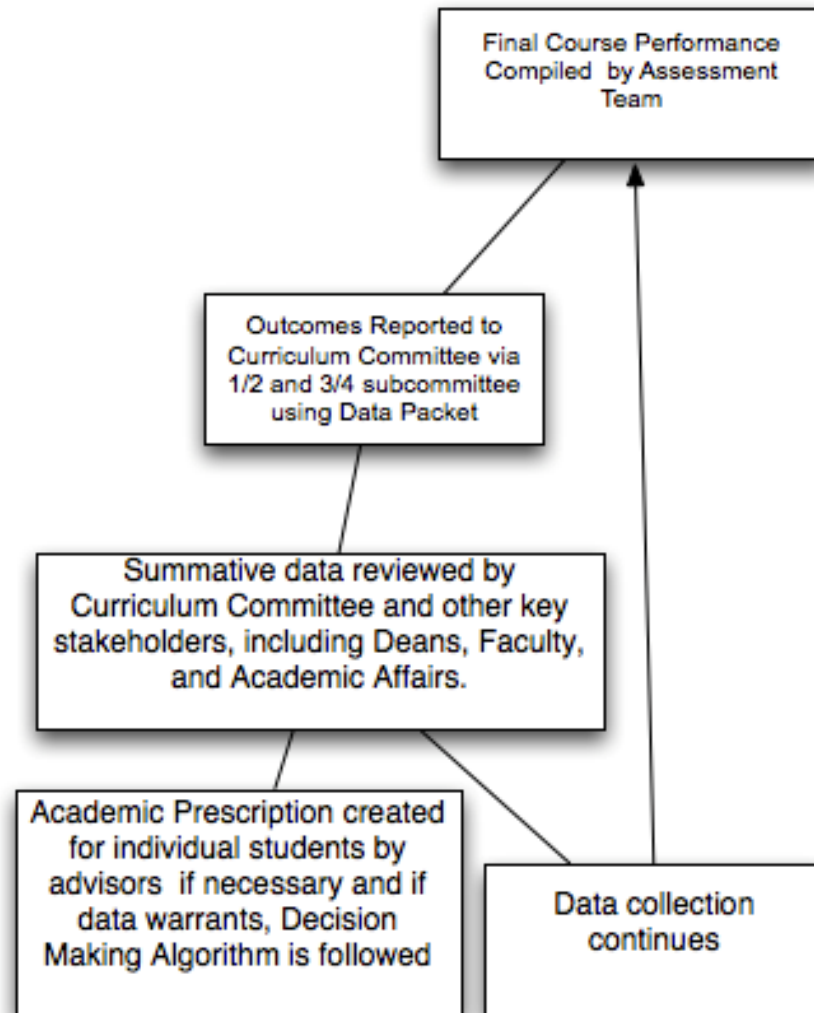 Final Course Performance
Compiled by Assessment
Team
Outcomes Reported to
Curriculum Committee via
1/2 and 3/4 subcommittee
using Data Packet
Summative data reviewed by
Curriculum Committee and other key
stakeholders, including Deans, Faculty,
and Academic Affairs.
Academic Prescription created
for individual students by
advisors if necessary and if
data warrants, Decision
Making Algorithm is followed
Data collection
continues